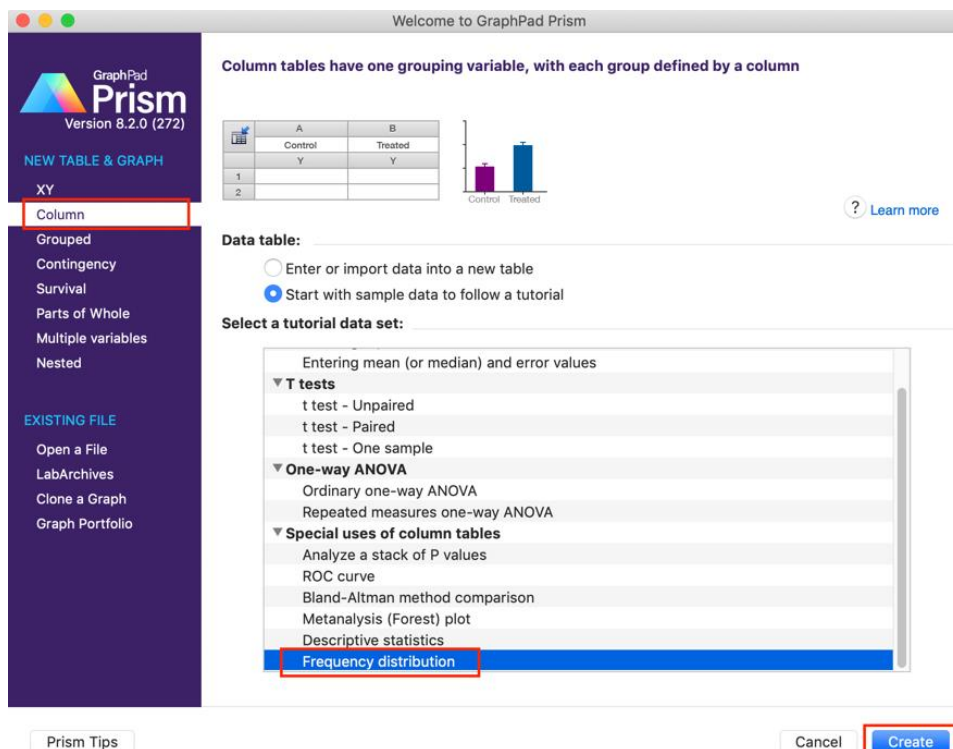 Welcome to GraphPad Prism
GraphPad
Prism
Version 8.2.0 (272)
NEW TABLE & GRAPH
XY
Column
Grouped
Contingency
Survival
Parts of Whole
Multiple variables
Nested
EXISTING FILE
Open a File
LabArchives
Clone a Graph
Graph Portfolio
Column tables have one grouping variable, with each group defined by a column
A B
Control Treated
Y Y
1
2
Control Treated
? Learn more
Data table:
Enter or import data into a new table
Start with sample data to follow a tutorial
Select a tutorial data set:
Entering mean (or median) and error values
T tests
t test - Unpaired
t test - Paired
t test - One sample
One-way ANOVA
Ordinary one-way ANOVA
Repeated measures one-way ANOVA
Special uses of column tables
Analyze a stack of P values
ROC curve
Bland-Altman method comparison
Metanalysis (Forest) plot
Descriptive statistics
Frequency distribution
Prism Tips
Cancel
Create